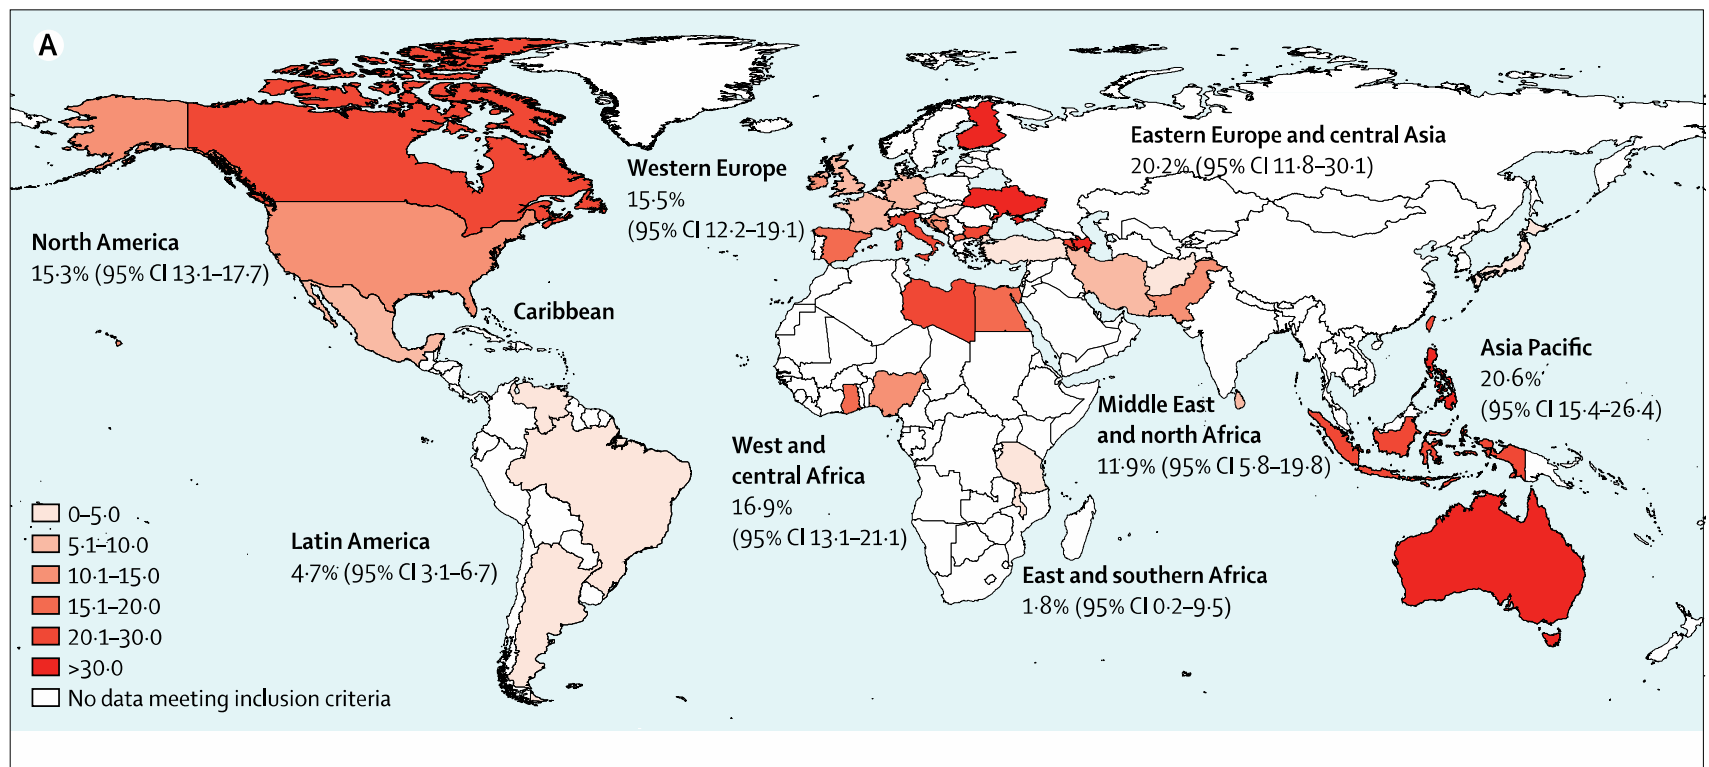 A
Eastern Europe and central Asia
20·2% (95% CI 11·8–30·1)
Western Europe
15·5%
(95% CI 12·2–19·1)
North America
15·3% (95% CI 13·1–17·7)
Caribbean
Asia Pacific
20·6%
(95% CI 15·4–26·4)
Middle East
and north Africa
11·9% (95% CI 5·8–19·8)
West and
central Africa
16·9%
(95% CI 13·1–21·1)
Latin America
4·7% (95% CI 3·1–6·7)
East and southern Africa
1·8% (95% CI 0·2–9·5)
0–5·0
5·1–10·0
10·1–15·0
15·1–20·0
20·1–30·0
>30·0
No data meeting inclusion criteria